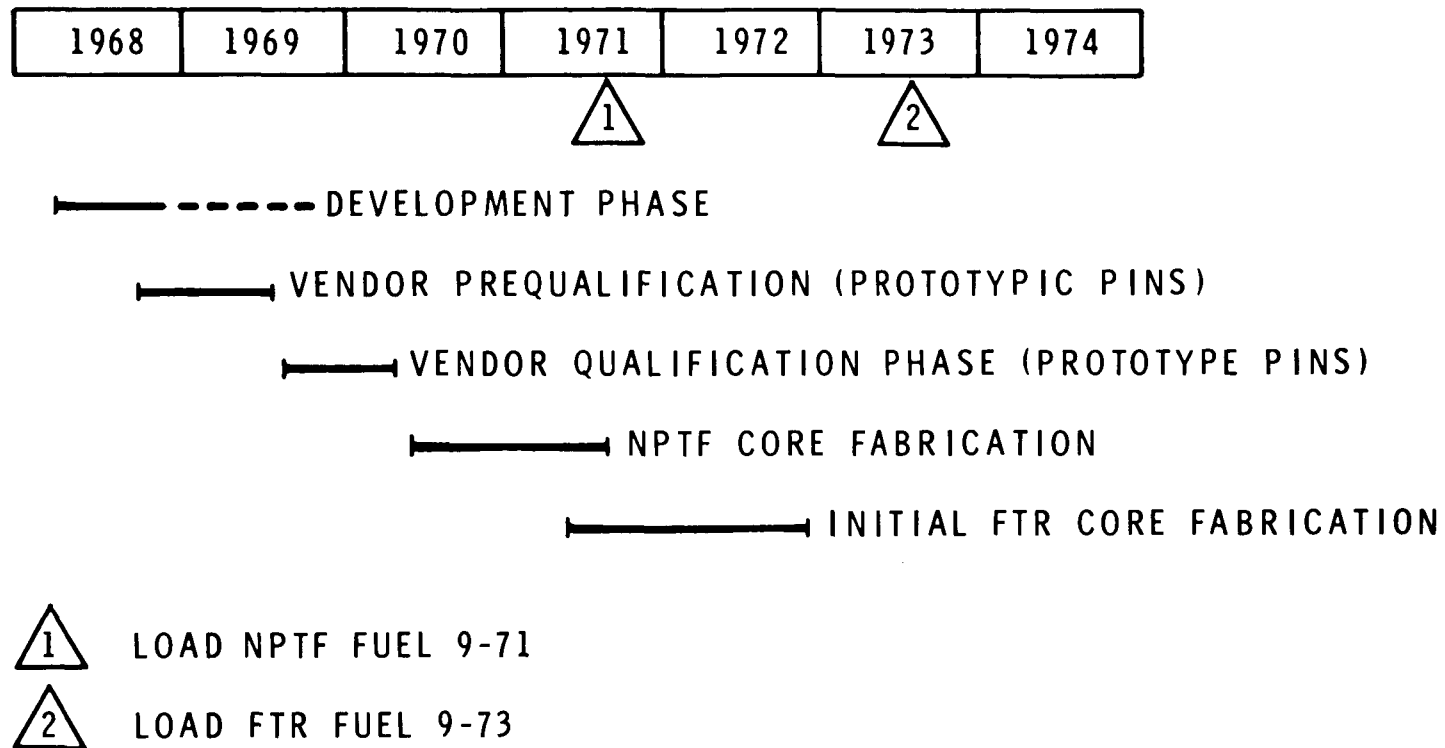 1968 1969 1970 1971 1972 1973 1974
1 2
DEVELOPMENT PHASE
VENDOR PREQUALIFICATION (PROTOTYPIC PINS)
VENDOR QUALIFICATION PHASE (PROTOTYPE PINS)
NPTF CORE FABRICATION
INITIAL FTR CORE FABRICATION
1 LOAD NPTF FUEL 9-71
2 LOAD FTR FUEL 9-73